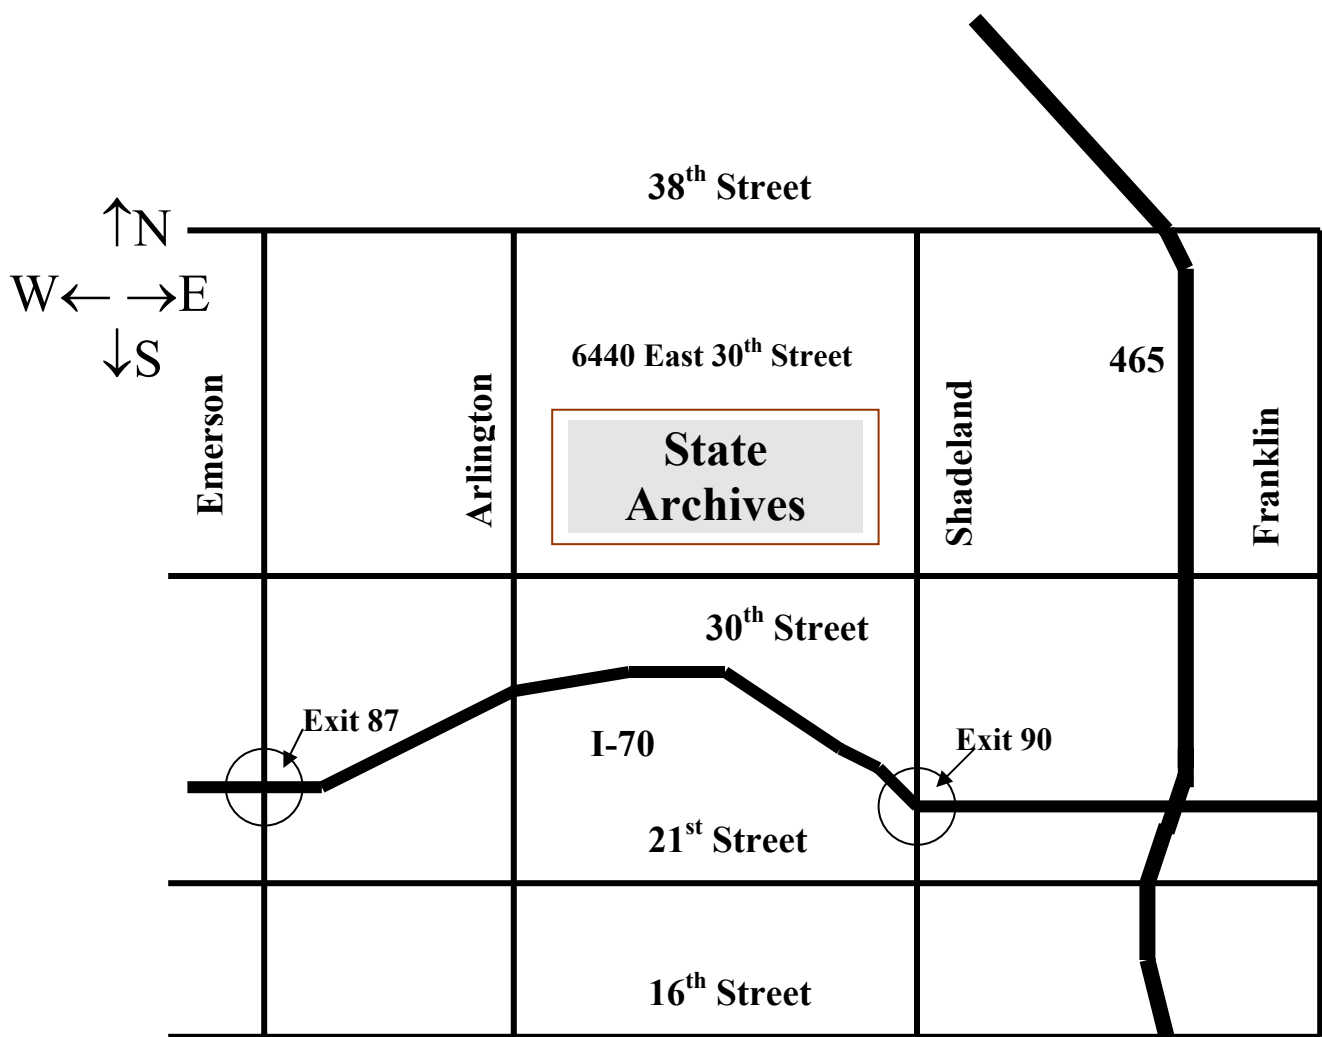 38th Street
↑N
W← →E
↓S
6440 East 30th Street
465
Emerson
Arlington
State
Archives
Shadeland
Franklin
30th Street
Exit 87
I-70
Exit 90
21st Street
16th Street